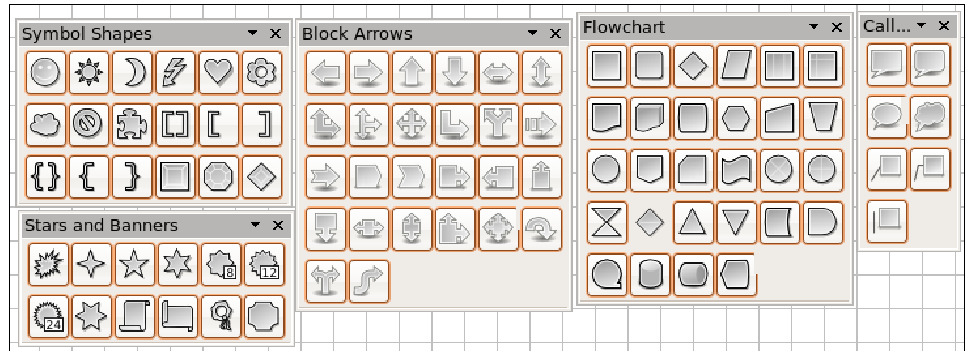 Symbol Shapes
Block Arrows
Flowchart
Call...
Stars and Banners
8
12
24